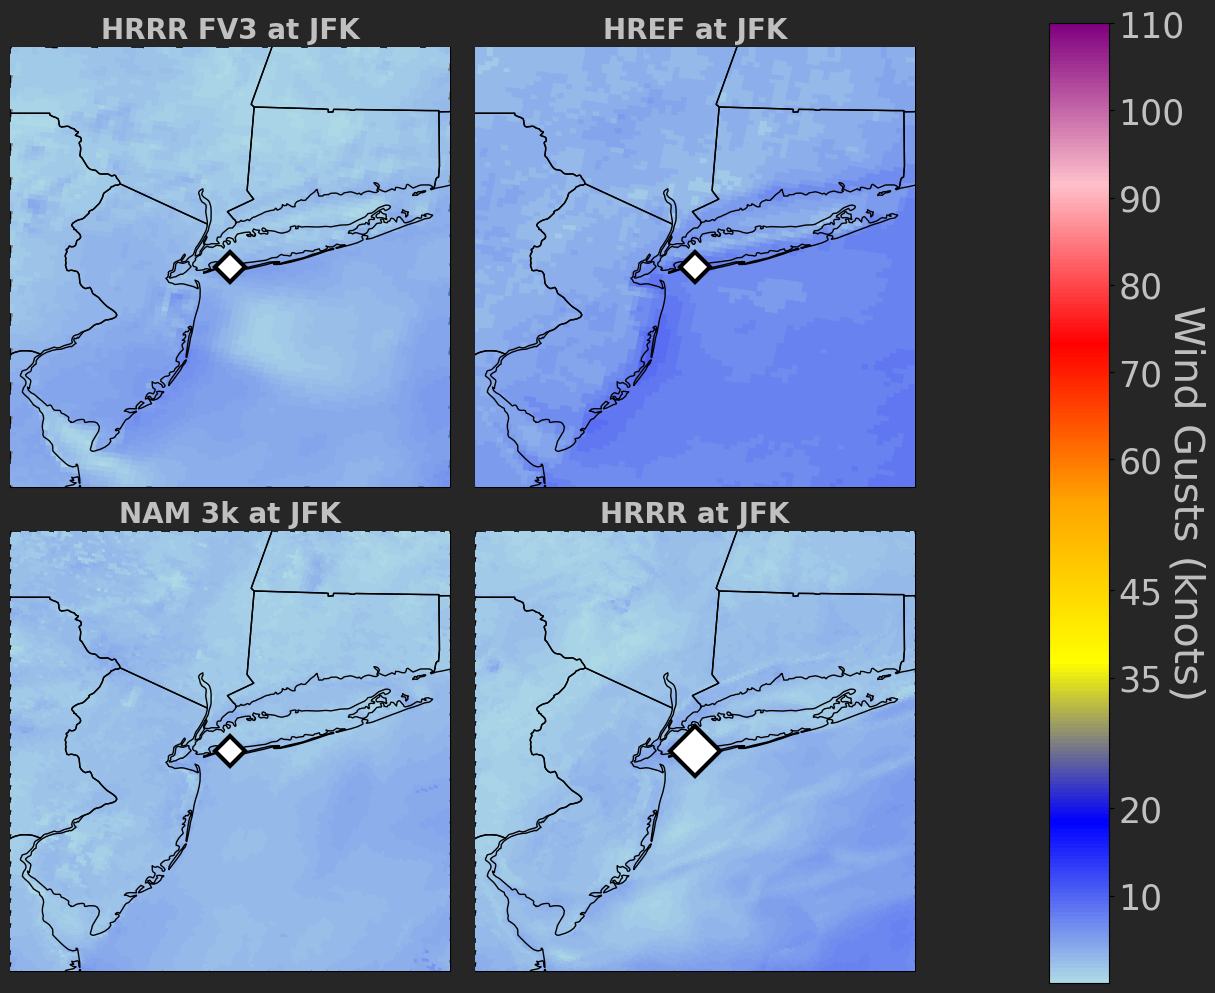 HRRR FV3 at JFK
HREF at JFK
NAM 3k at JFK
HRRR at JFK
110
100
90
80
70
60
45
35
20
10
Wind Gusts (knots)